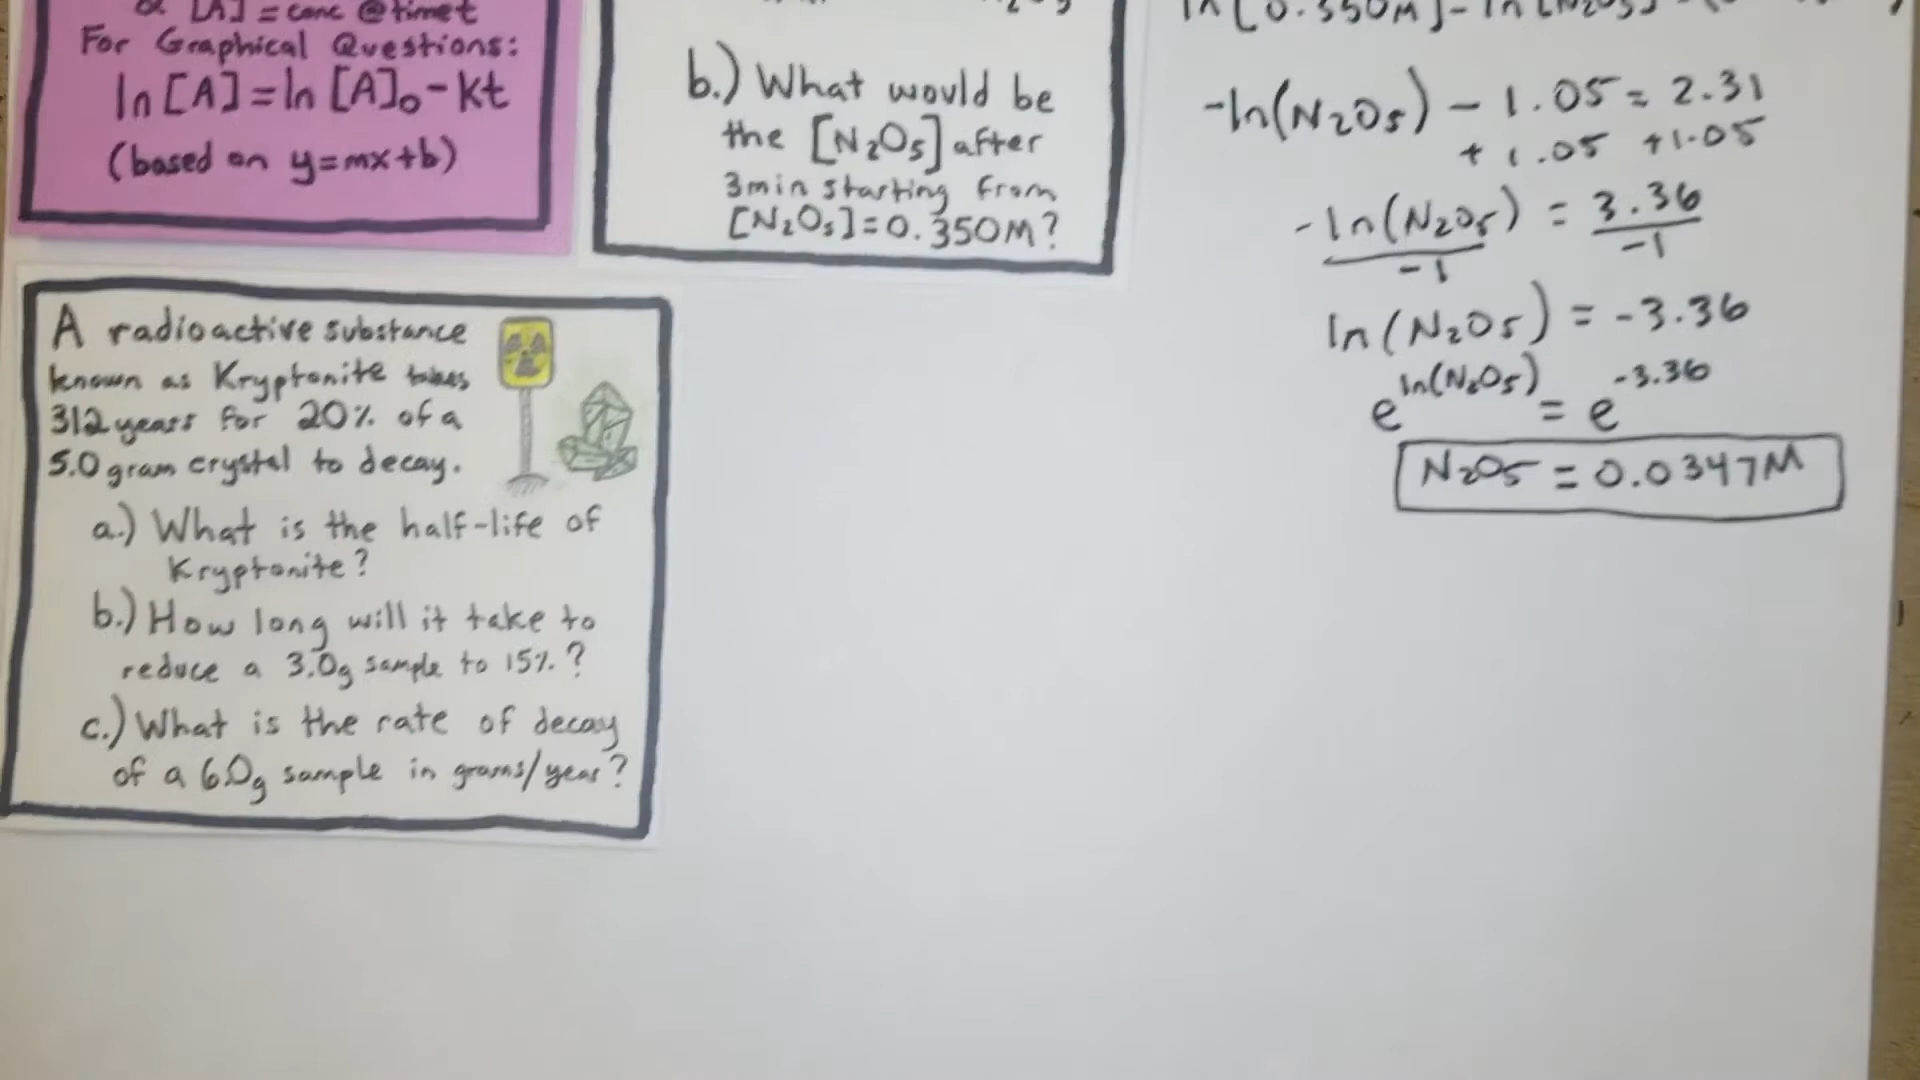 [A] = conc @ time t
For Graphical Questions:
ln[A]=ln[A]₀-kt
(based on y=mx+b)
b.) What would be
the [N₂O₅] after
3min starting from
[N₂O₅]=0.350M?
A radioactive substance
known as Kryptonite takes
312 years for 20% of a
5.0 gram crystal to decay.
a.) What is the half-life of
Kryptonite?
b.) How long will it take to
reduce a 3.0g sample to 15%?
c.) What is the rate of decay
of a 6.0g sample in grams/year?
-ln(N₂O₅) - 1.05 = 2.31
+1.05 +1.05
-ln(N₂O₅) = 3.36
-1 -1
ln(N₂O₅) = -3.36
e^ln(N₂O₅) = e^-3.36
N₂O₅ = 0.0347M